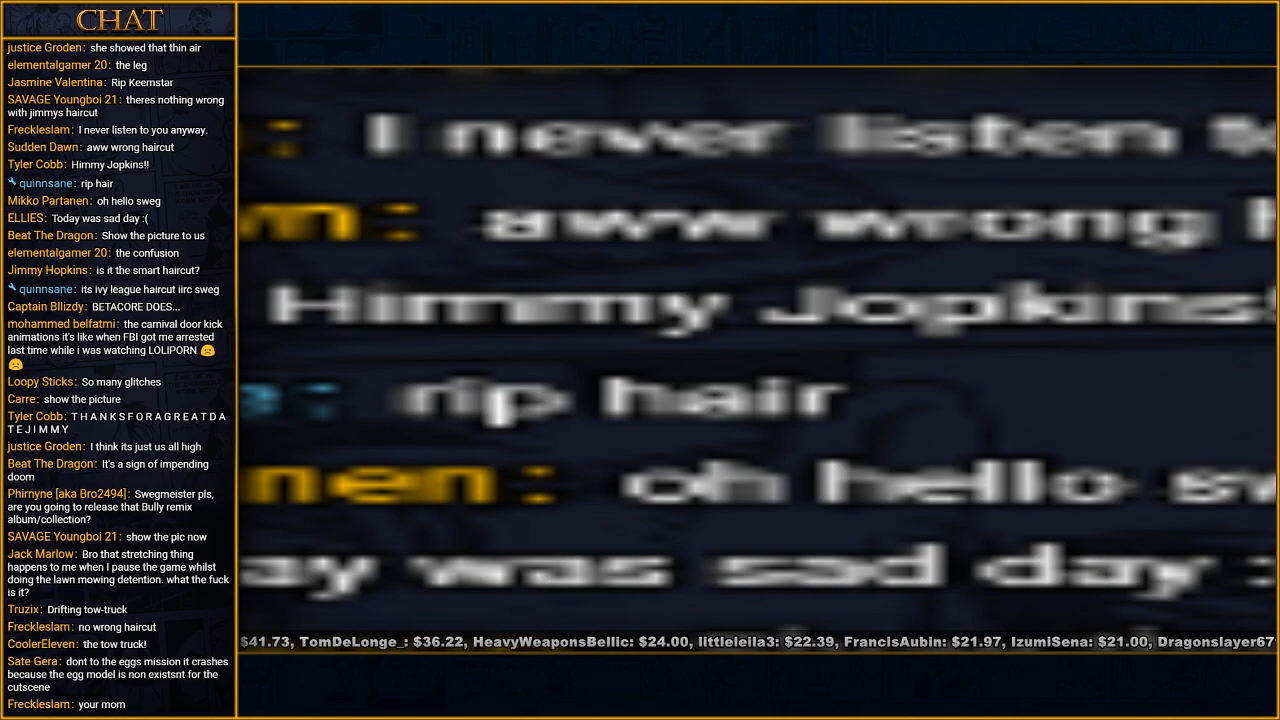 CHAT
justice Groden: she showed that thin air
elementalgamer 20: the leg
Jasmine Valentina: Rip Keemstar
SAVAGE Youngboi 21: theres nothing wrong
with jimmys haircut
Freckleslam: I never listen to you anyway.
Sudden Dawn: aww wrong haircut
Tyler Cobb: Himmy Jopkins!!
quinnsane: rip hair
Mikko Partanen: oh hello sweg
ELLIES: Today was sad day :(
Beat The Dragon: Show the picture to us
elementalgamer 20: the confusion
Jimmy Hopkins: is it the smart haircut?
quinnsane: its ivy league haircut iirc sweg
Captain Bllizdy: BETACORE DOES...
mohammed belfatmi: the carnival door kick
animations it's like when FBI got me arrested
last time while i was watching LOLIPORN ☹️
☹️
Loopy Sticks: So many glitches
Carre: show the picture
Tyler Cobb: T H A N K S F O R A G R E A T D A
T E J I M M Y
justice Groden: I think its just us all high
Beat The Dragon: It's a sign of impending
doom
Phirnyne [aka Bro2494]: Swegmeister pls,
are you going to release that Bully remix
album/collection?
SAVAGE Youngboi 21: show the pic now
Jack Marlow: Bro that stretching thing
happens to me when I pause the game whilst
doing the lawn mowing detention. what the fuck
is it?
Truzix: Drifting tow-truck
Freckleslam: no wrong haircut
CoolerEleven: the tow truck!
Sate Gera: dont to the eggs mission it crashes
because the egg model is non existsnt for the
cutscene
Freckleslam: your mom
: I never listen to
wn: aww wrong h
Himmy Jopkins!
e: rip hair
nen: oh hello sw
ay was sad day :
$41.73, TomDeLonge_: $36.22, HeavyWeaponsBellic: $24.00, littleleila3: $22.39, FrancisAubin: $21.97, IzumiSena: $21.00, Dragonslayer67